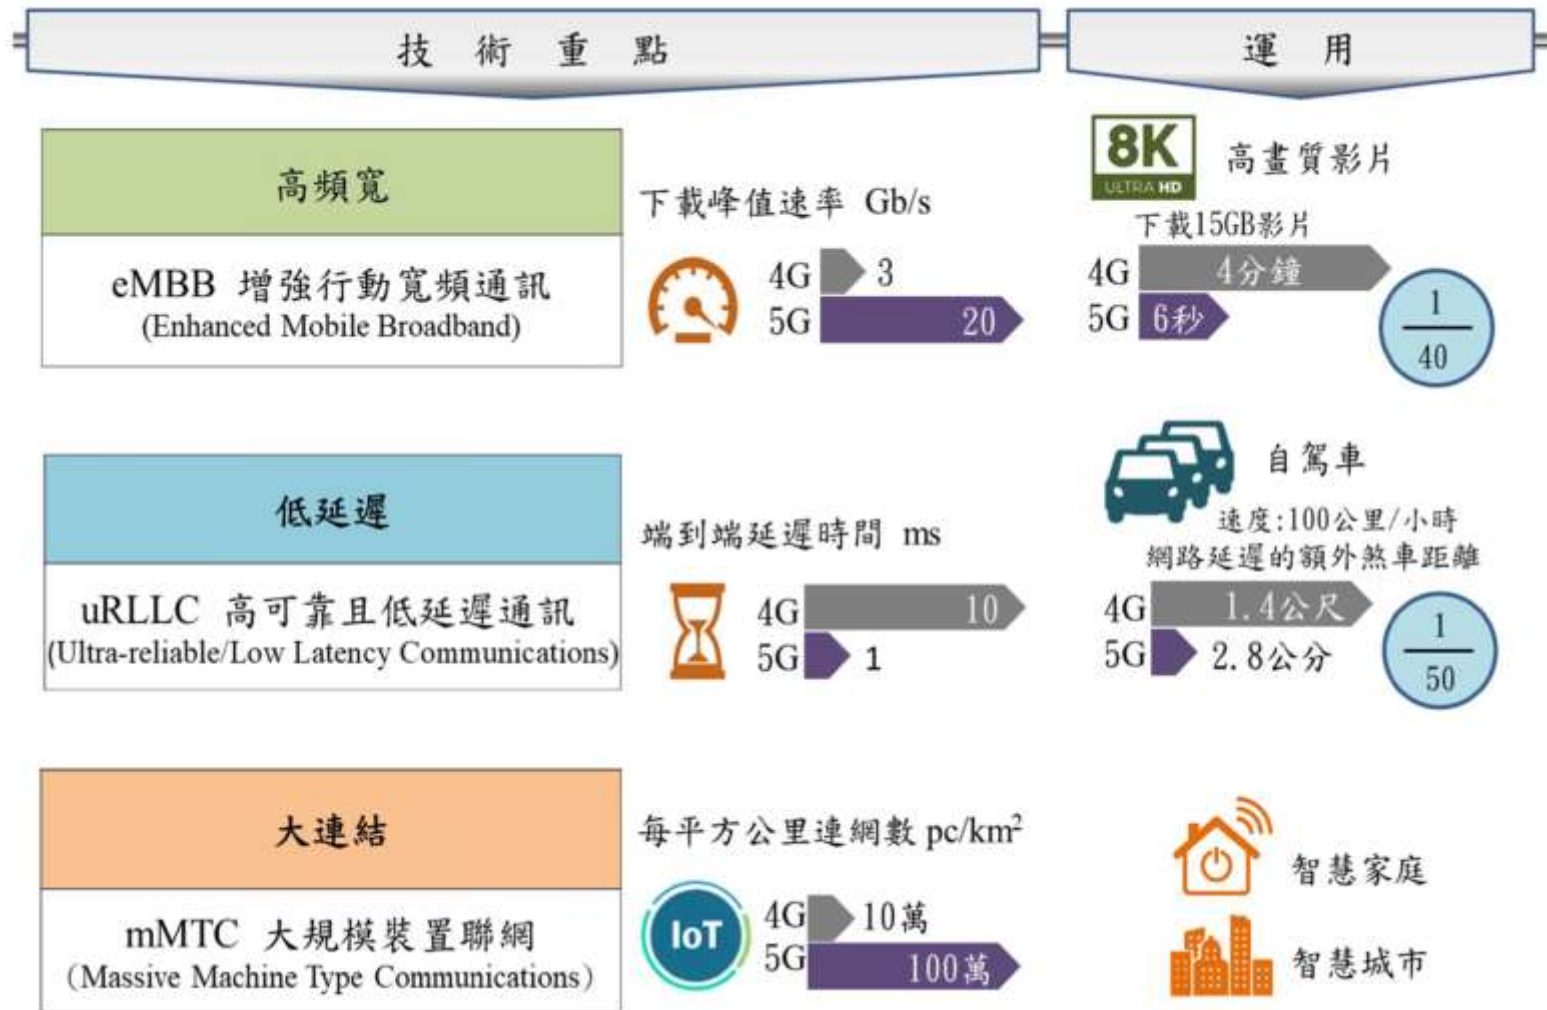 技術重點
運用
高頻寬
eMBB 增強行動寬頻通訊
(Enhanced Mobile Broadband)
下載峰值速率 Gb/s
4G 3
5G 20
8K
ULTRA HD
高畫質影片
下載15GB影片
4G 4分鐘
5G 6秒
1
40
低延遲
uRLLC 高可靠且低延遲通訊
(Ultra-reliable/Low Latency Communications)
端到端延遲時間 ms
4G 10
5G 1
自駕車
速度:100公里/小時
網路延遲的額外煞車距離
4G 1.4公尺
5G 2.8公分
1
50
大連結
mMTC 大規模裝置聯網
(Massive Machine Type Communications)
每平方公里連網數 pc/km²
IoT
4G 10萬
5G 100萬
智慧家庭
智慧城市